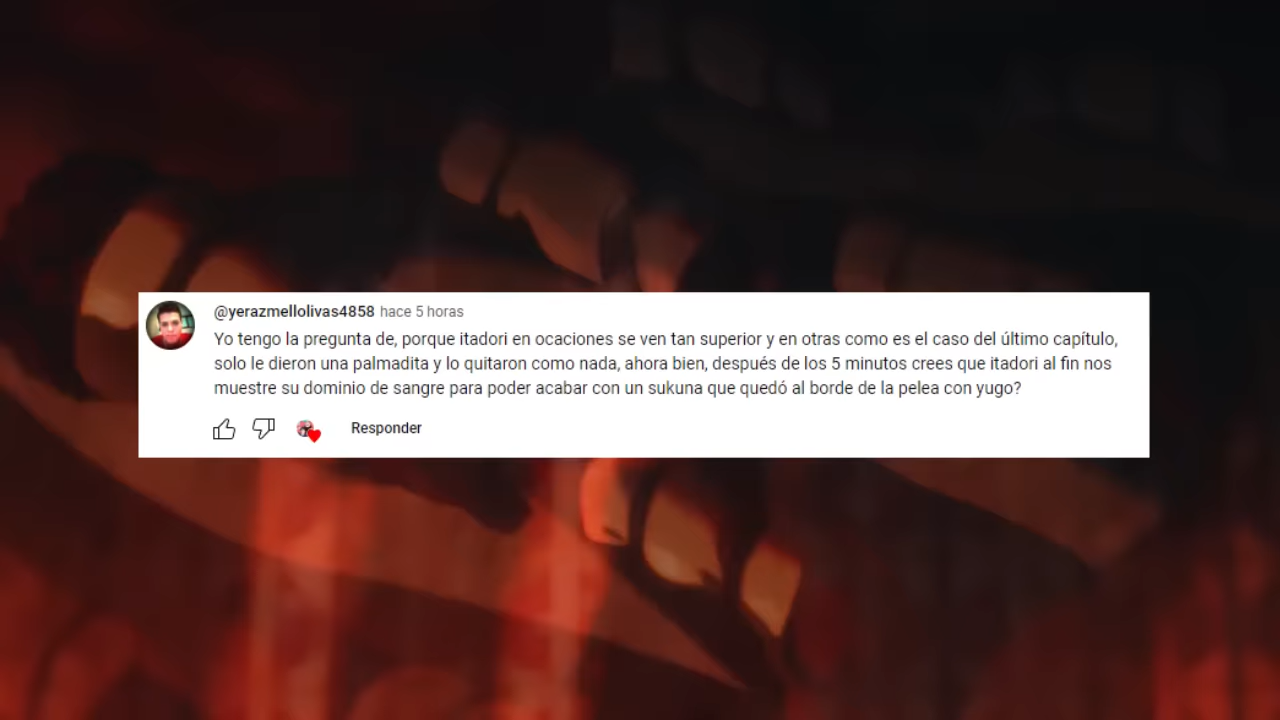 @yerazmellolivas4858 hace 5 horas
Yo tengo la pregunta de, porque itadori en ocaciones se ven tan superior y en otras como es el caso del último capítulo,
solo le dieron una palmadita y lo quitaron como nada, ahora bien, después de los 5 minutos crees que itadori al fin nos
muestre su dominio de sangre para poder acabar con un sukuna que quedó al borde de la pelea con yugo?
Responder